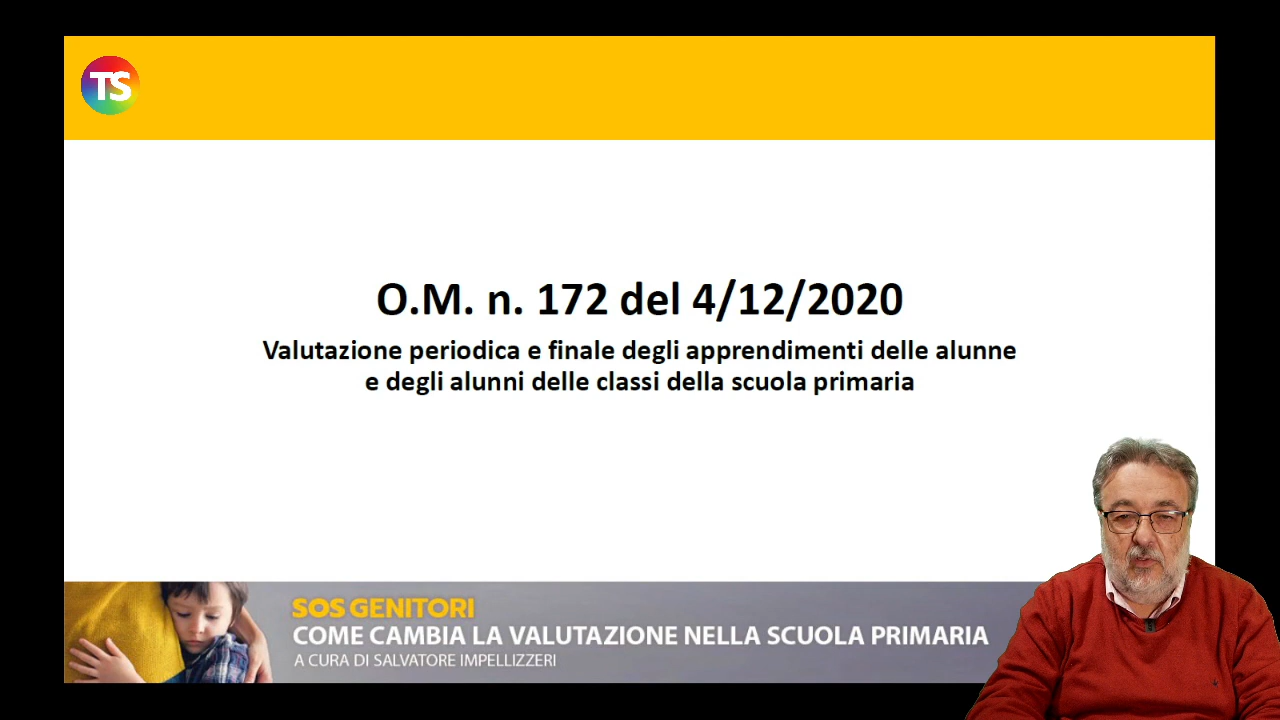 TS
O.M. n. 172 del 4/12/2020
Valutazione periodica e finale degli apprendimenti delle alunne
e degli alunni delle classi della scuola primaria
SOS GENITORI
COME CAMBIA LA VALUTAZIONE NELLA SCUOLA PRIMARIA
A CURA DI SALVATORE IMPELLIZZERI